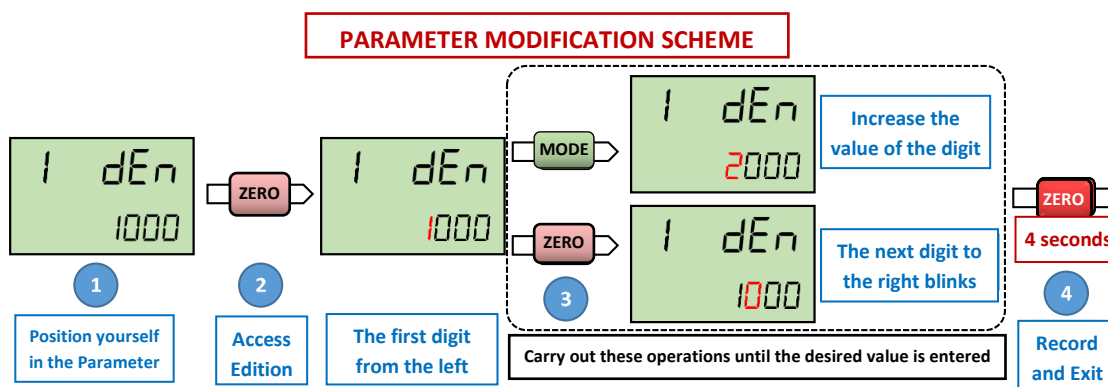 PARAMETER MODIFICATION SCHEME
1 dEn
1000
1
Position yourself
in the Parameter
ZERO
2
Access
Edition
1 dEn
1000
The first digit
from the left
MODE
1 dEn
2000
Increase the
value of the digit
ZERO
3
1 dEn
1000
The next digit to
the right blinks
Carry out these operations until the desired value is entered
ZERO
4 seconds
4
Record
and Exit